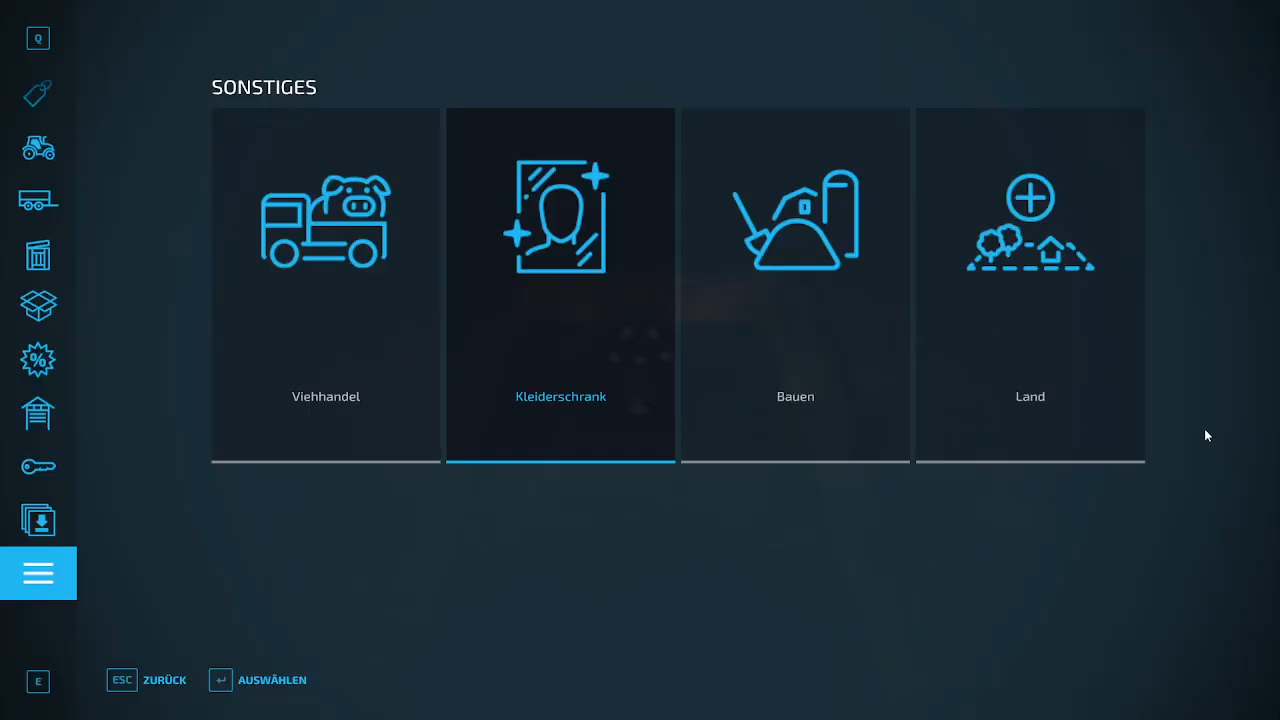 Q
SONSTIGES
%
Viehhandel
Kleiderschrank
Bauen
Land
E
ESC ZURÜCK
AUSWÄHLEN